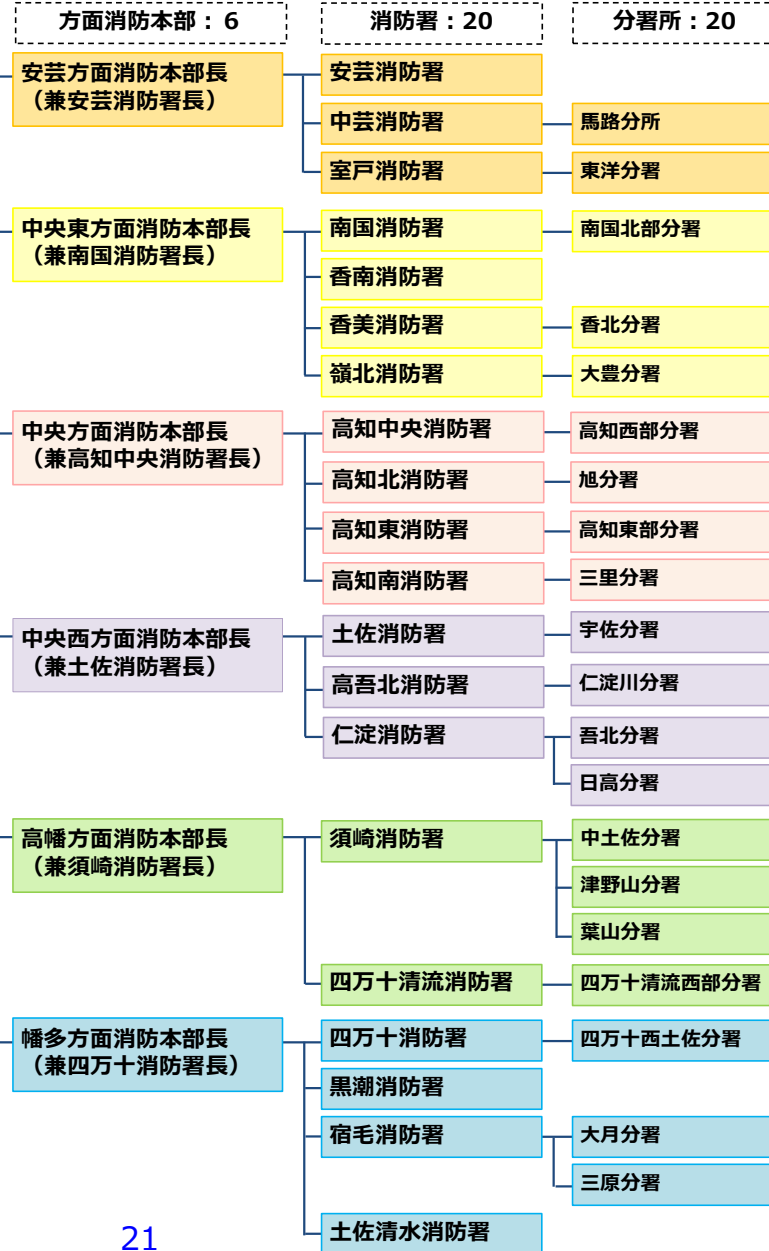 方面消防本部：6
消防署：20
分署所：20
安芸方面消防本部長
（兼安芸消防署長）
安芸消防署
中芸消防署
馬路分所
室戸消防署
東洋分署
中央東方面消防本部長
（兼南国消防署長）
南国消防署
南国北部分署
香南消防署
香美消防署
香北分署
嶺北消防署
大豊分署
中央方面消防本部長
（兼高知中央消防署長）
高知中央消防署
高知西部分署
高知北消防署
旭分署
高知東消防署
高知東部分署
高知南消防署
三里分署
中央西方面消防本部長
（兼土佐消防署長）
土佐消防署
宇佐分署
高吾北消防署
仁淀川分署
仁淀消防署
吾北分署
日高分署
高幡方面消防本部長
（兼須崎消防署長）
須崎消防署
中土佐分署
津野山分署
葉山分署
四万十清流消防署
四万十清流西部分署
幡多方面消防本部長
（兼四万十消防署長）
四万十消防署
四万十西土佐分署
黒潮消防署
宿毛消防署
大月分署
三原分署
土佐清水消防署
21